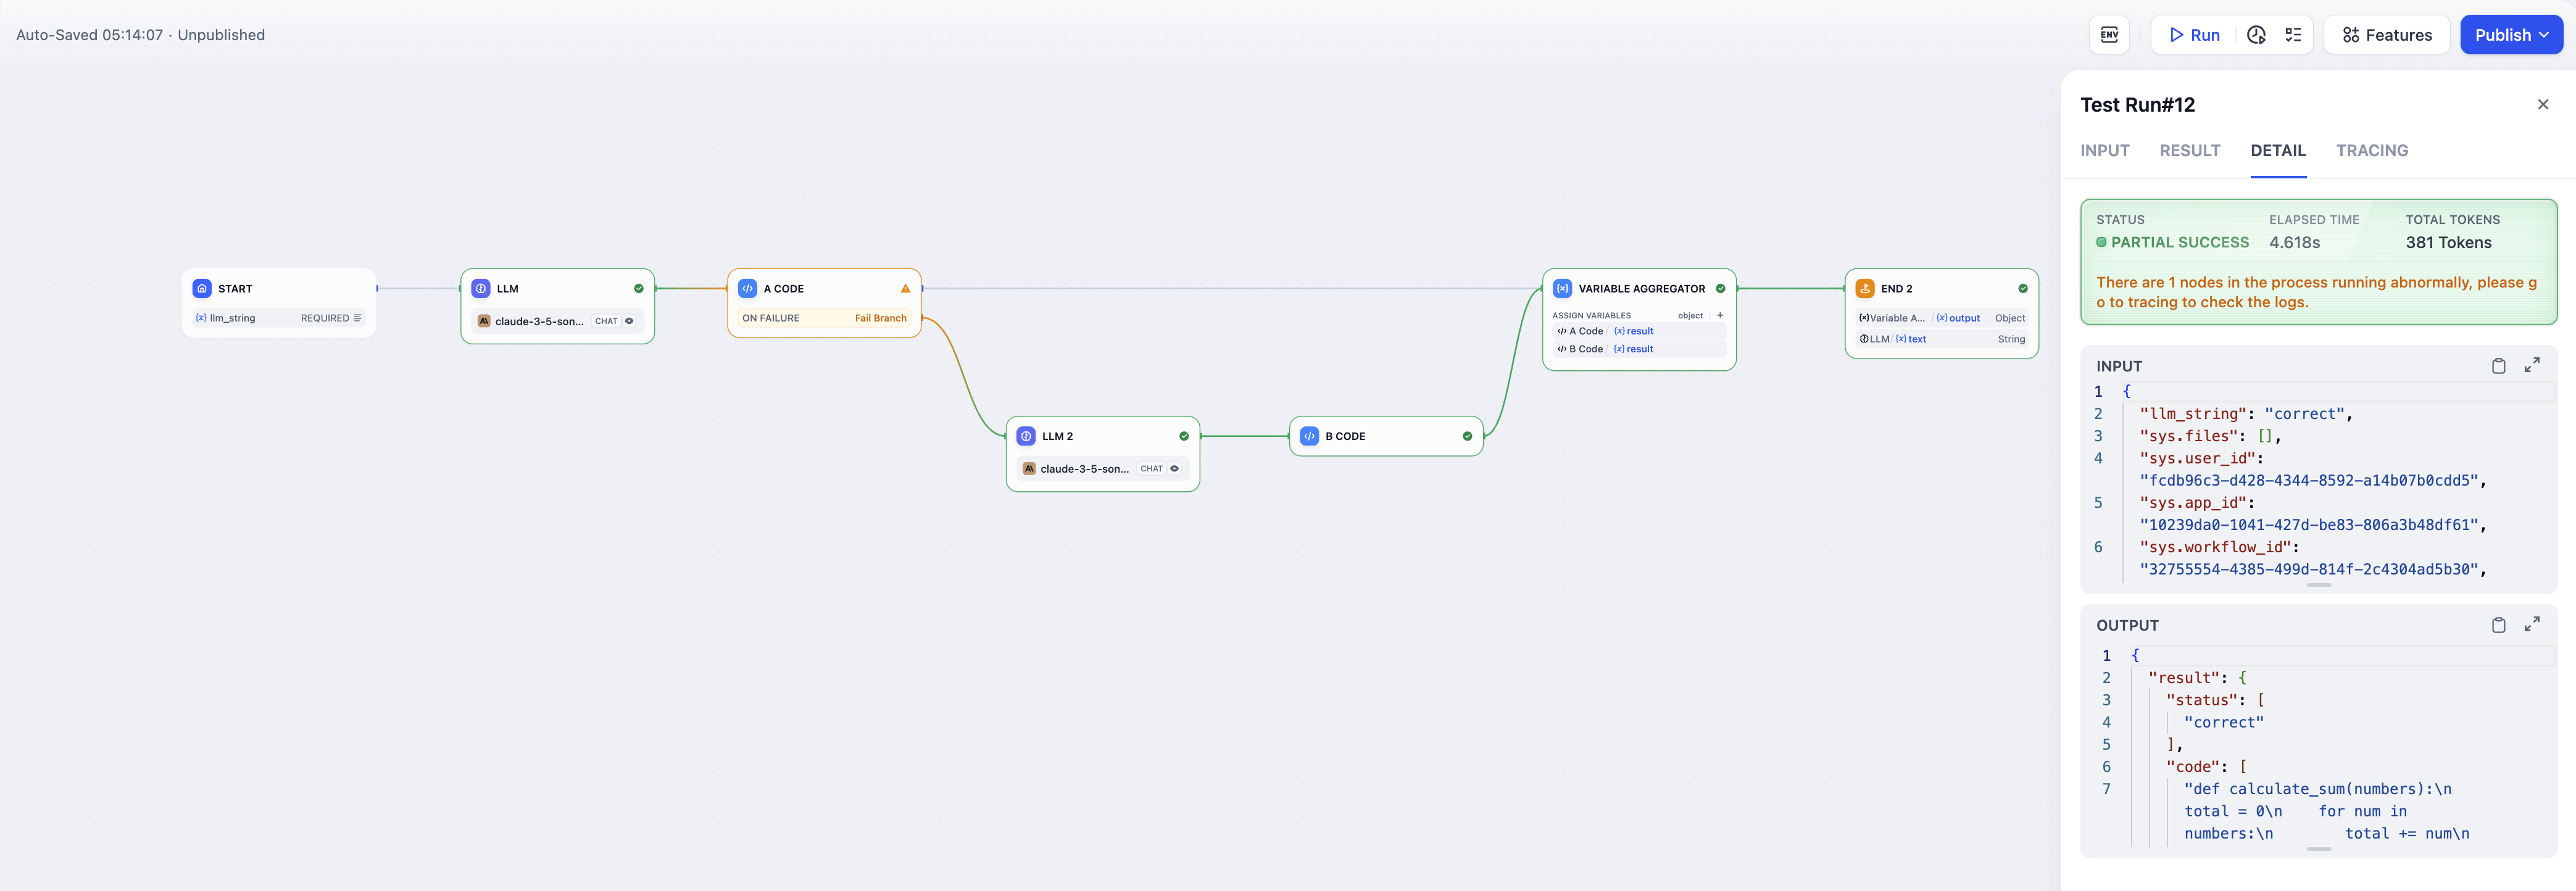 Auto-Saved 05:14:07 · Unpublished
ENV
Run
Features
Publish
START
llm_string REQUIRED
LLM
claude-3-5-son... CHAT
A CODE
ON FAILURE Fail Branch
LLM 2
claude-3-5-son... CHAT
B CODE
VARIABLE AGGREGATOR
ASSIGN VARIABLES object +
A Code / {x} result
B Code / {x} result
END 2
Variable A... / {x} output Object
LLM / {x} text String
Test Run#12
INPUT RESULT DETAIL TRACING
STATUS ELAPSED TIME TOTAL TOKENS
PARTIAL SUCCESS 4.618s 381 Tokens
There are 1 nodes in the process running abnormally, please g
o to tracing to check the logs.
INPUT
1 {
2 "llm_string": "correct",
3 "sys.files": [],
4 "sys.user_id":
"fcdb96c3-d428-4344-8592-a14b07b0cdd5",
5 "sys.app_id":
"10239da0-1041-427d-be83-806a3b48df61",
6 "sys.workflow_id":
"32755554-4385-499d-814f-2c4304ad5b30",
OUTPUT
1 {
2 "result": {
3 "status": [
4 "correct"
5 ],
6 "code": [
7 "def calculate_sum(numbers):\n
total = 0\n    for num in
numbers:\n        total += num\n